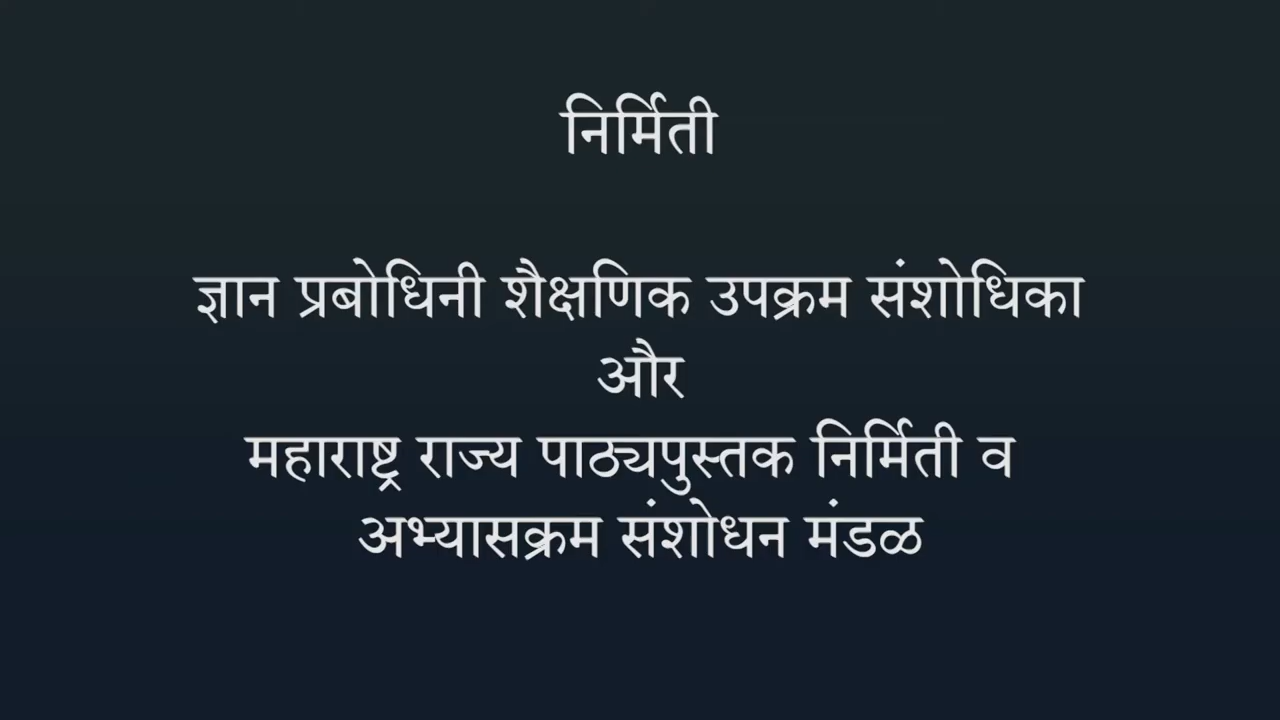 निर्मिती
ज्ञान प्रबोधिनी शैक्षणिक उपक्रम संशोधिका
और
महाराष्ट्र राज्य पाठ्यपुस्तक निर्मिती व
अभ्यासक्रम संशोधन मंडळ